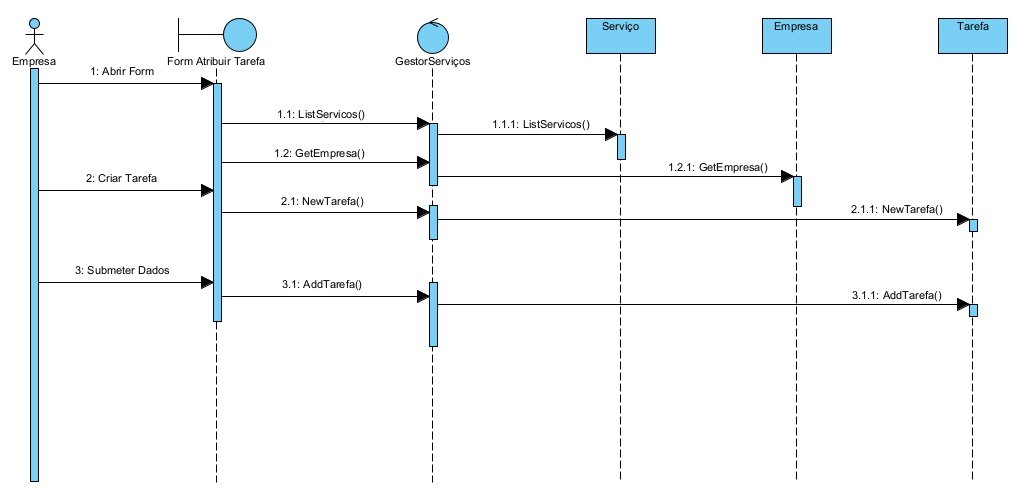 Empresa
Form Atribuir Tarefa
GestorServiços
Serviço
Empresa
Tarefa
1: Abrir Form
1.1: ListServicos()
1.1.1: ListServicos()
1.2: GetEmpresa()
1.2.1: GetEmpresa()
2: Criar Tarefa
2.1: NewTarefa()
2.1.1: NewTarefa()
3: Submeter Dados
3.1: AddTarefa()
3.1.1: AddTarefa()